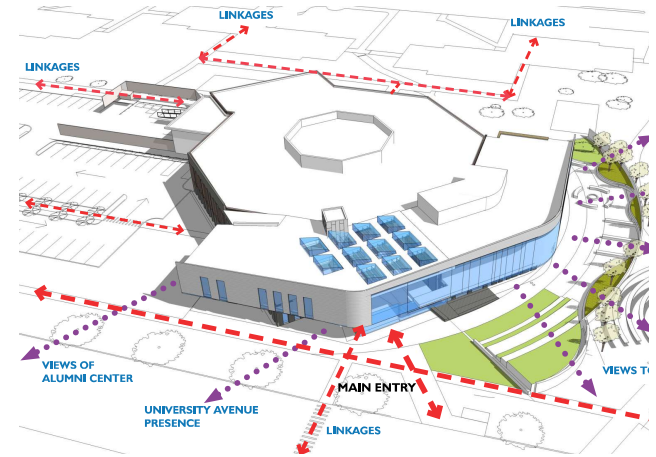 LINKAGES
LINKAGES
LINKAGES
VIEWS OF
ALUMNI CENTER
VIEWS TO
MAIN ENTRY
UNIVERSITY AVENUE
PRESENCE
LINKAGES